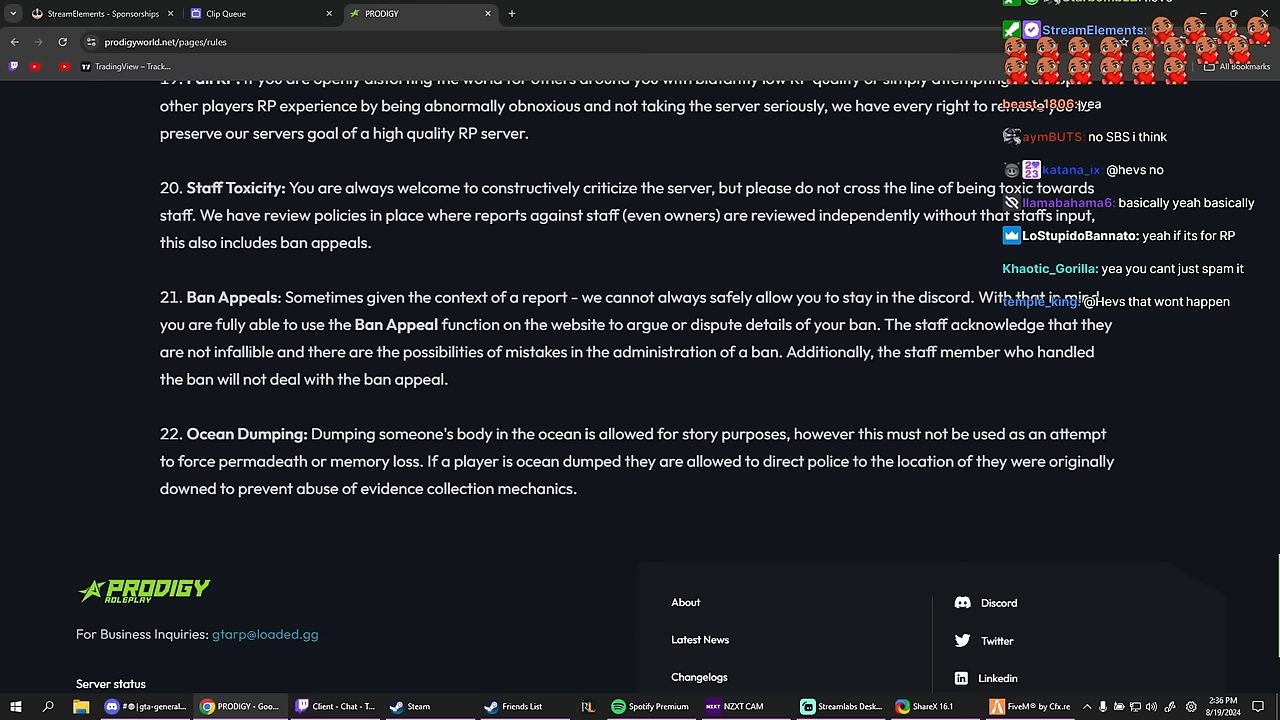 StreamElements - Sponsorships
Clip Queue
PRODIGY
prodigyworld.net/pages/rules
TradingView – Track...
All Bookmarks
StreamElements:
beast_1806: yea
aymBUTS: no SBS i think
katana_ix: @hevs no
llamabahama6: basically yeah basically
LoStupidoBannato: yeah if its for RP
Khaotic_Gorilla: yea you cant just spam it
temple_king: @Hevs that wont happen
other players RP experience by being abnormally obnoxious and not taking the server seriously, we have every right to
preserve our servers goal of a high quality RP server.
20. Staff Toxicity: You are always welcome to constructively criticize the server, but please do not cross the line of being toxic towards
staff. We have review policies in place where reports against staff (even owners) are reviewed independently without that staffs input,
this also includes ban appeals.
21. Ban Appeals: Sometimes given the context of a report - we cannot always safely allow you to stay in the discord. With that in mind
you are fully able to use the Ban Appeal function on the website to argue or dispute details of your ban. The staff acknowledge that they
are not infallible and there are the possibilities of mistakes in the administration of a ban. Additionally, the staff member who handled
the ban will not deal with the ban appeal.
22. Ocean Dumping: Dumping someone's body in the ocean is allowed for story purposes, however this must not be used as an attempt
to force permadeath or memory loss. If a player is ocean dumped they are allowed to direct police to the location of they were originally
downed to prevent abuse of evidence collection mechanics.
PRODIGY
ROLEPLAY
For Business Inquiries: gtarp@loaded.gg
Server status
About
Latest News
Changelogs
Discord
Twitter
Linkedin
#|gta-general...
PRODIGY - Goo...
Client - Chat - T...
Steam
Friends List
Spotify Premium
NZXT CAM
Streamlabs Desk...
ShareX 16.1
FiveM® by Cfx.re
2:36 PM
8/19/2024